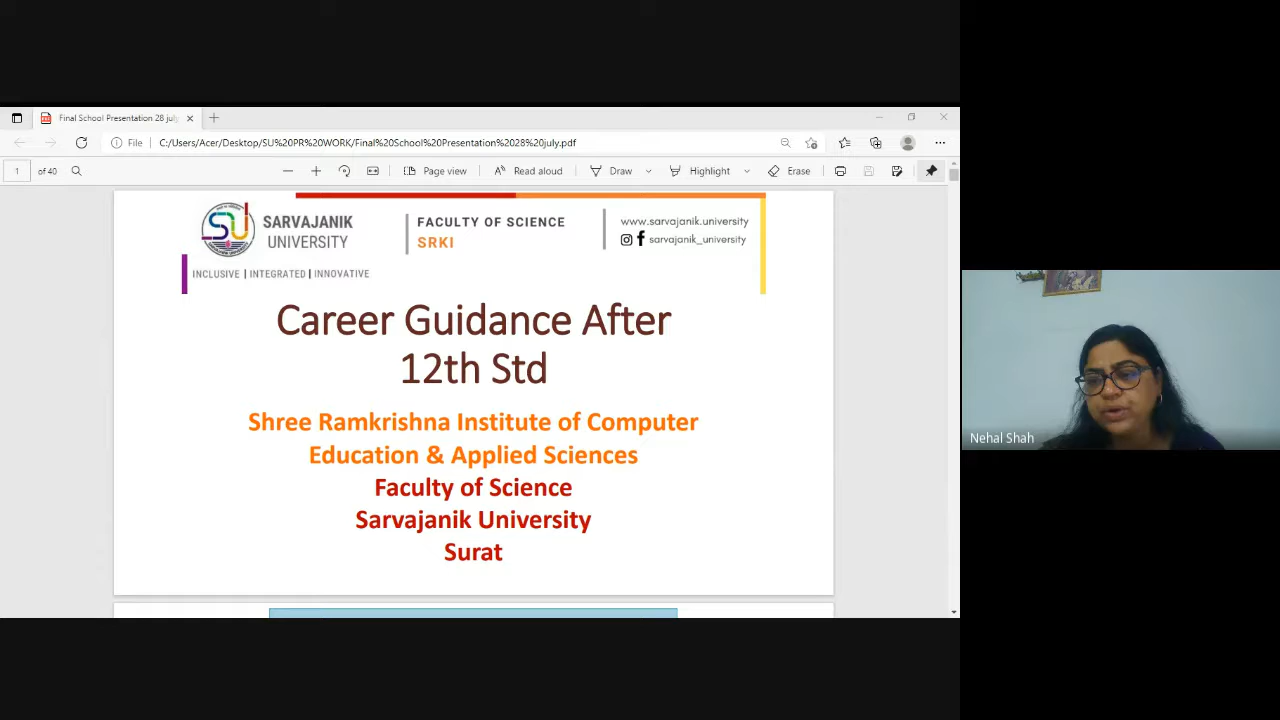 Final School Presentation 28 jul
File
C:/Users/Acer/Desktop/SU%20PR%20WORK/Final%20School%20Presentation%2028%20july.pdf
1 of 40
Page view
Read aloud
Draw
Highlight
Erase
SU
SARVAJANIK
UNIVERSITY
INCLUSIVE | INTEGRATED | INNOVATIVE
FACULTY OF SCIENCE
SRKI
www.sarvajanik.university
sarvajanik_university
Career Guidance After
12th Std
Shree Ramkrishna Institute of Computer
Education & Applied Sciences
Faculty of Science
Sarvajanik University
Surat
Nehal Shah